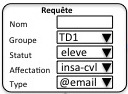 Requête
Nom
Groupe TD1
Statut eleve
Affectation insa-cvl
Type @email